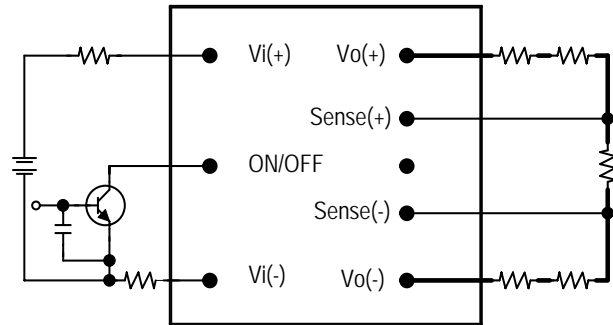 Vi(+) Vo(+)
Sense(+)
ON/OFF
Sense(-)
Vi(-) Vo(-)